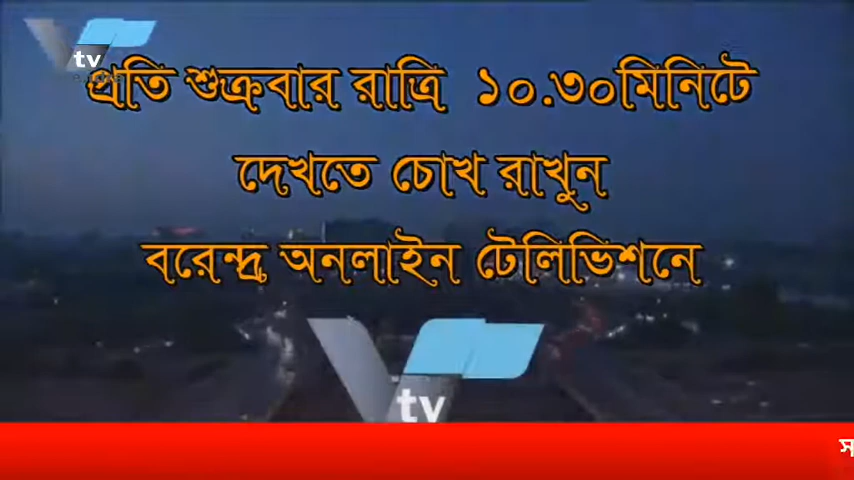 tv
প্রতি শুক্রবার রাত্রি ১০.৩০মিনিটে
দেখতে চোখ রাখুন
বরেন্দ্র অনলাইন টেলিভিশনে
tv
স